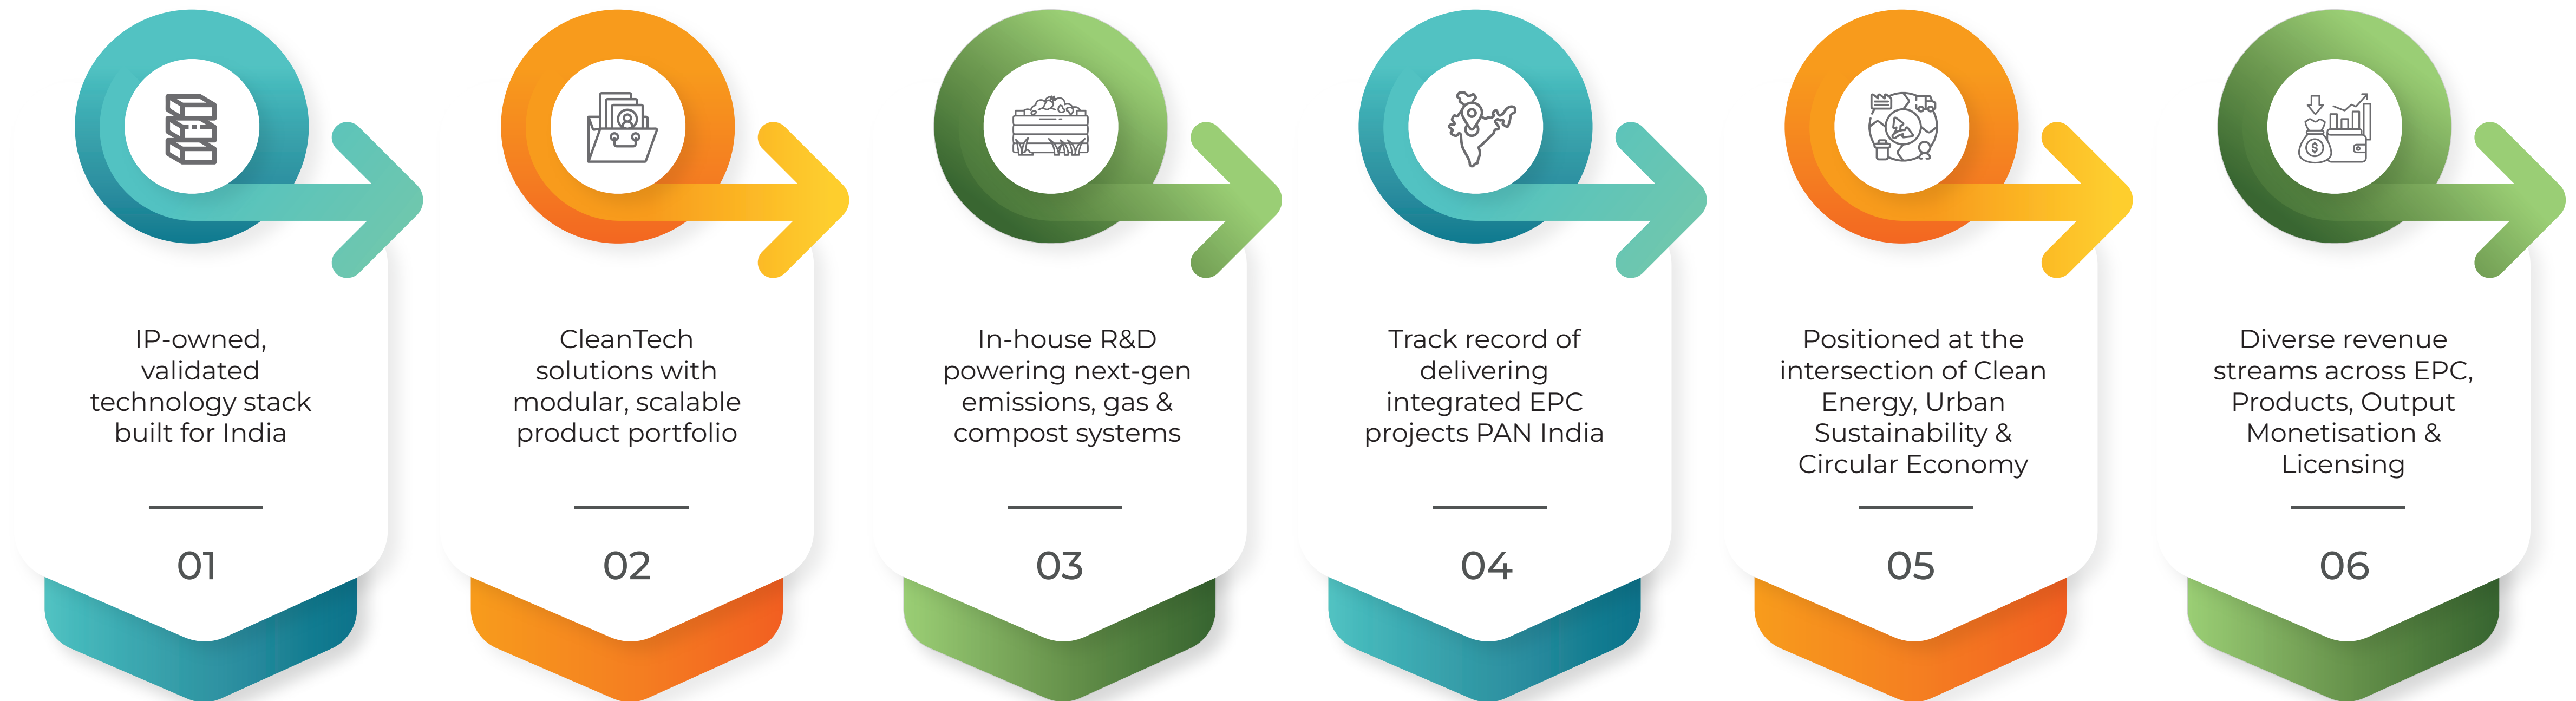 IP-owned,
validated
technology stack
built for India
01
CleanTech
solutions with
modular, scalable
product portfolio
02
In-house R&D
powering next-gen
emissions, gas &
compost systems
03
Track record of
delivering
integrated EPC
projects PAN India
04
Positioned at the
intersection of Clean
Energy, Urban
Sustainability &
Circular Economy
05
Diverse revenue
streams across EPC,
Products, Output
Monetisation &
Licensing
06